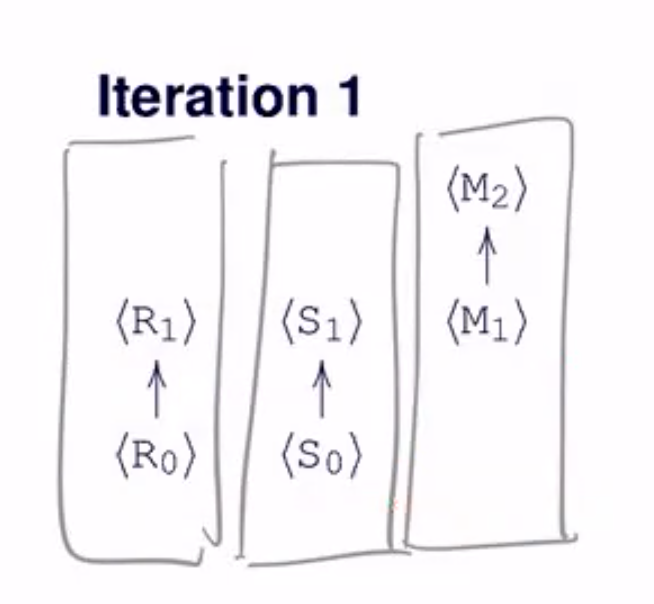 Iteration 1
⟨M₂⟩
↑
⟨R₁⟩ ⟨S₁⟩ ⟨M₁⟩
↑ ↑
⟨R₀⟩ ⟨S₀⟩